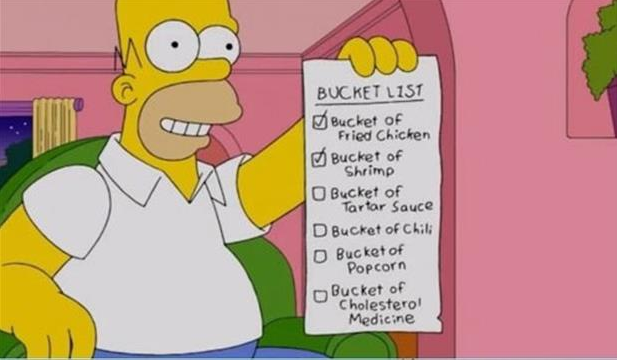 BUCKET LIST
Bucket of
Fried Chicken
Bucket of
Shrimp
Bucket of
Tartar Sauce
Bucket of Chili
Bucket of
Popcorn
Bucket of
Cholesterol
Medicine